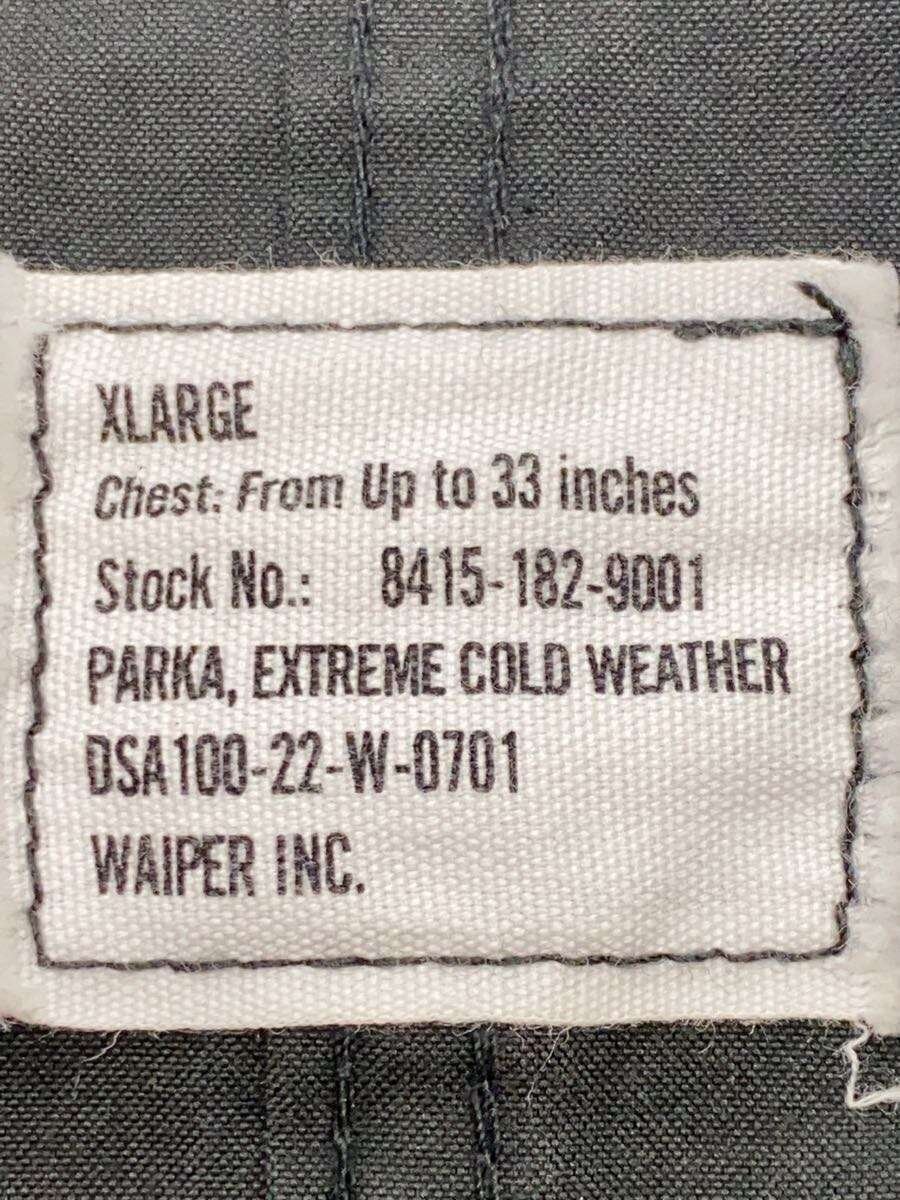 XLARGE
Chest: From Up to 33 inches
Stock No.: 8415-182-9001
PARKA, EXTREME COLD WEATHER
DSA100-22-W-0701
WAIPER INC.